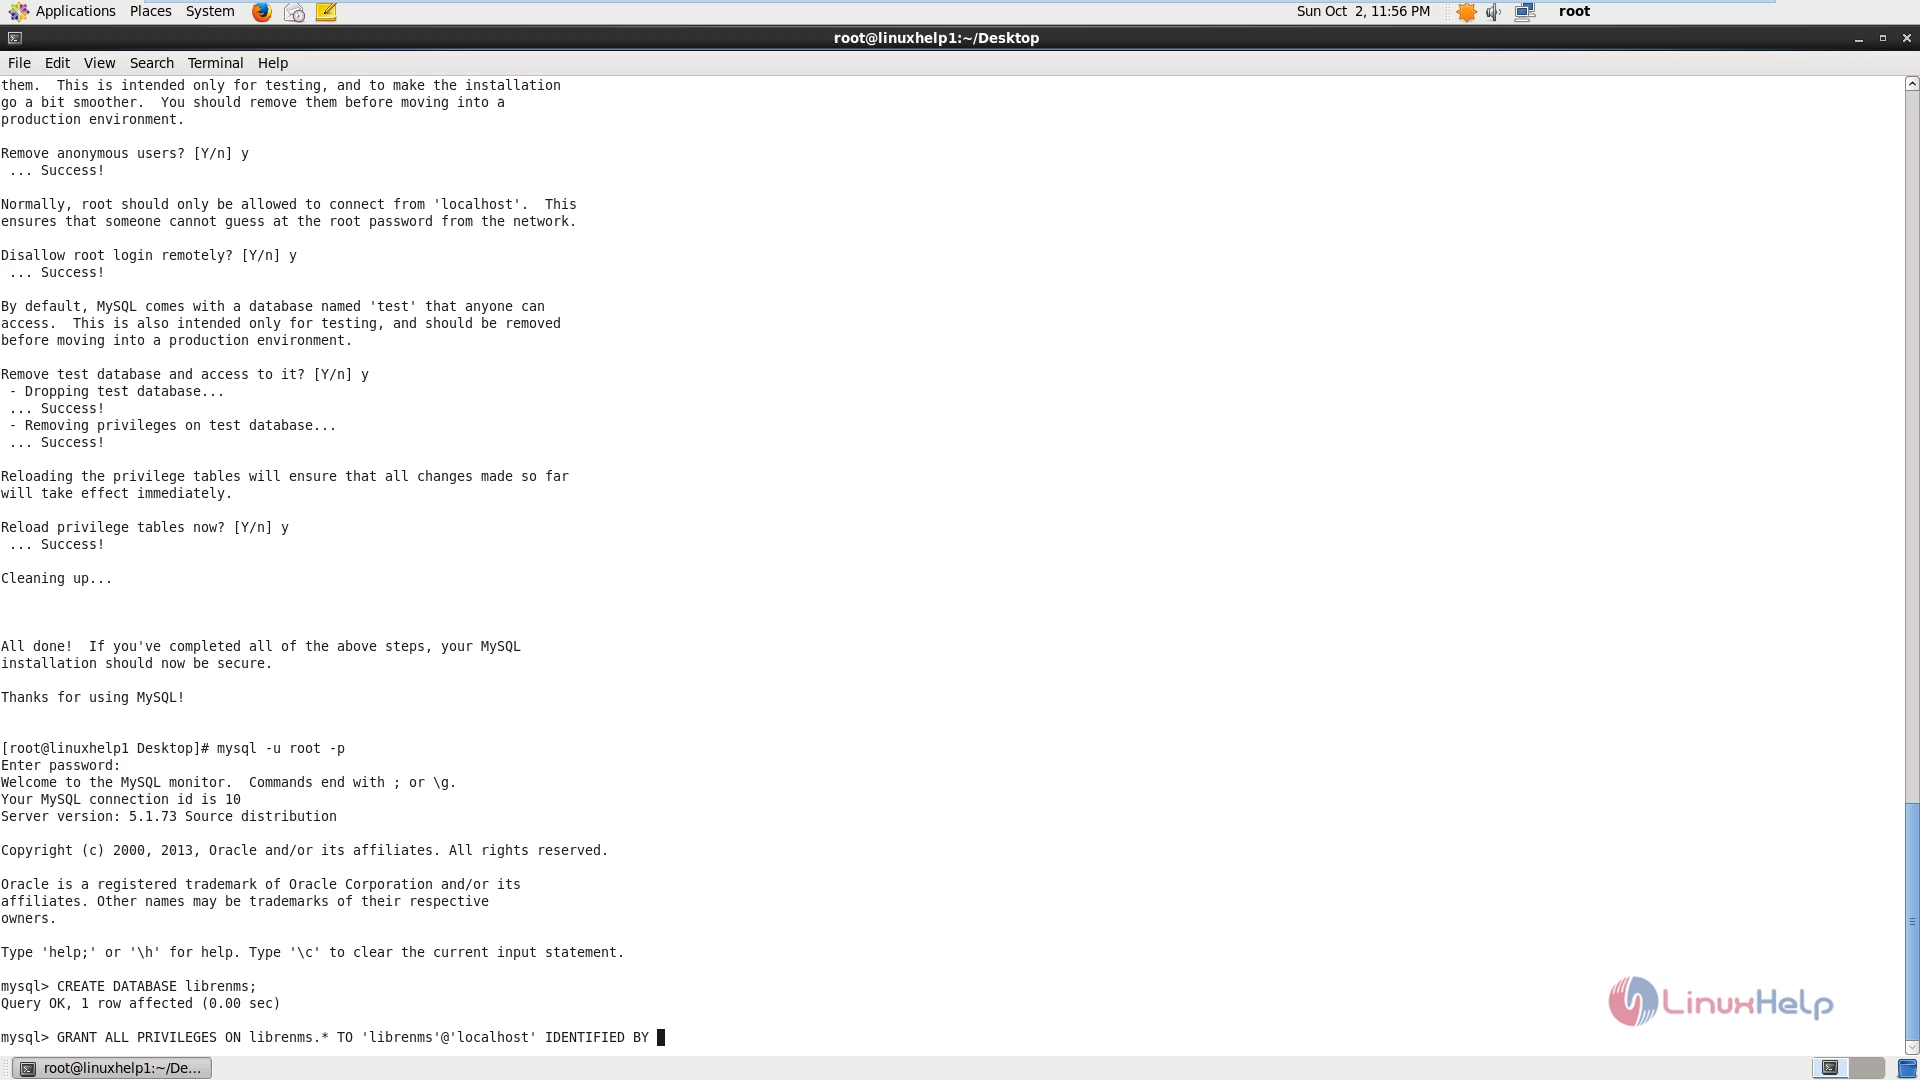 Applications Places System Sun Oct  2, 11:56 PM root
root@linuxhelp1:~/Desktop
File Edit View Search Terminal Help
them.  This is intended only for testing, and to make the installation
go a bit smoother.  You should remove them before moving into a
production environment.
Remove anonymous users? [Y/n] y
 ... Success!
Normally, root should only be allowed to connect from 'localhost'.  This
ensures that someone cannot guess at the root password from the network.
Disallow root login remotely? [Y/n] y
 ... Success!
By default, MySQL comes with a database named 'test' that anyone can
access.  This is also intended only for testing, and should be removed
before moving into a production environment.
Remove test database and access to it? [Y/n] y
 - Dropping test database...
 ... Success!
 - Removing privileges on test database...
 ... Success!
Reloading the privilege tables will ensure that all changes made so far
will take effect immediately.
Reload privilege tables now? [Y/n] y
 ... Success!
Cleaning up...
All done!  If you've completed all of the above steps, your MySQL
installation should now be secure.
Thanks for using MySQL!
[root@linuxhelp1 Desktop]# mysql -u root -p
Enter password:
Welcome to the MySQL monitor.  Commands end with ; or \g.
Your MySQL connection id is 10
Server version: 5.1.73 Source distribution
Copyright (c) 2000, 2013, Oracle and/or its affiliates. All rights reserved.
Oracle is a registered trademark of Oracle Corporation and/or its
affiliates. Other names may be trademarks of their respective
owners.
Type 'help;' or '\h' for help. Type '\c' to clear the current input statement.
mysql> CREATE DATABASE librenms;
Query OK, 1 row affected (0.00 sec)
LinuxHelp
mysql> GRANT ALL PRIVILEGES ON librenms.* TO 'librenms'@'localhost' IDENTIFIED BY
root@linuxhelp1:~/De...